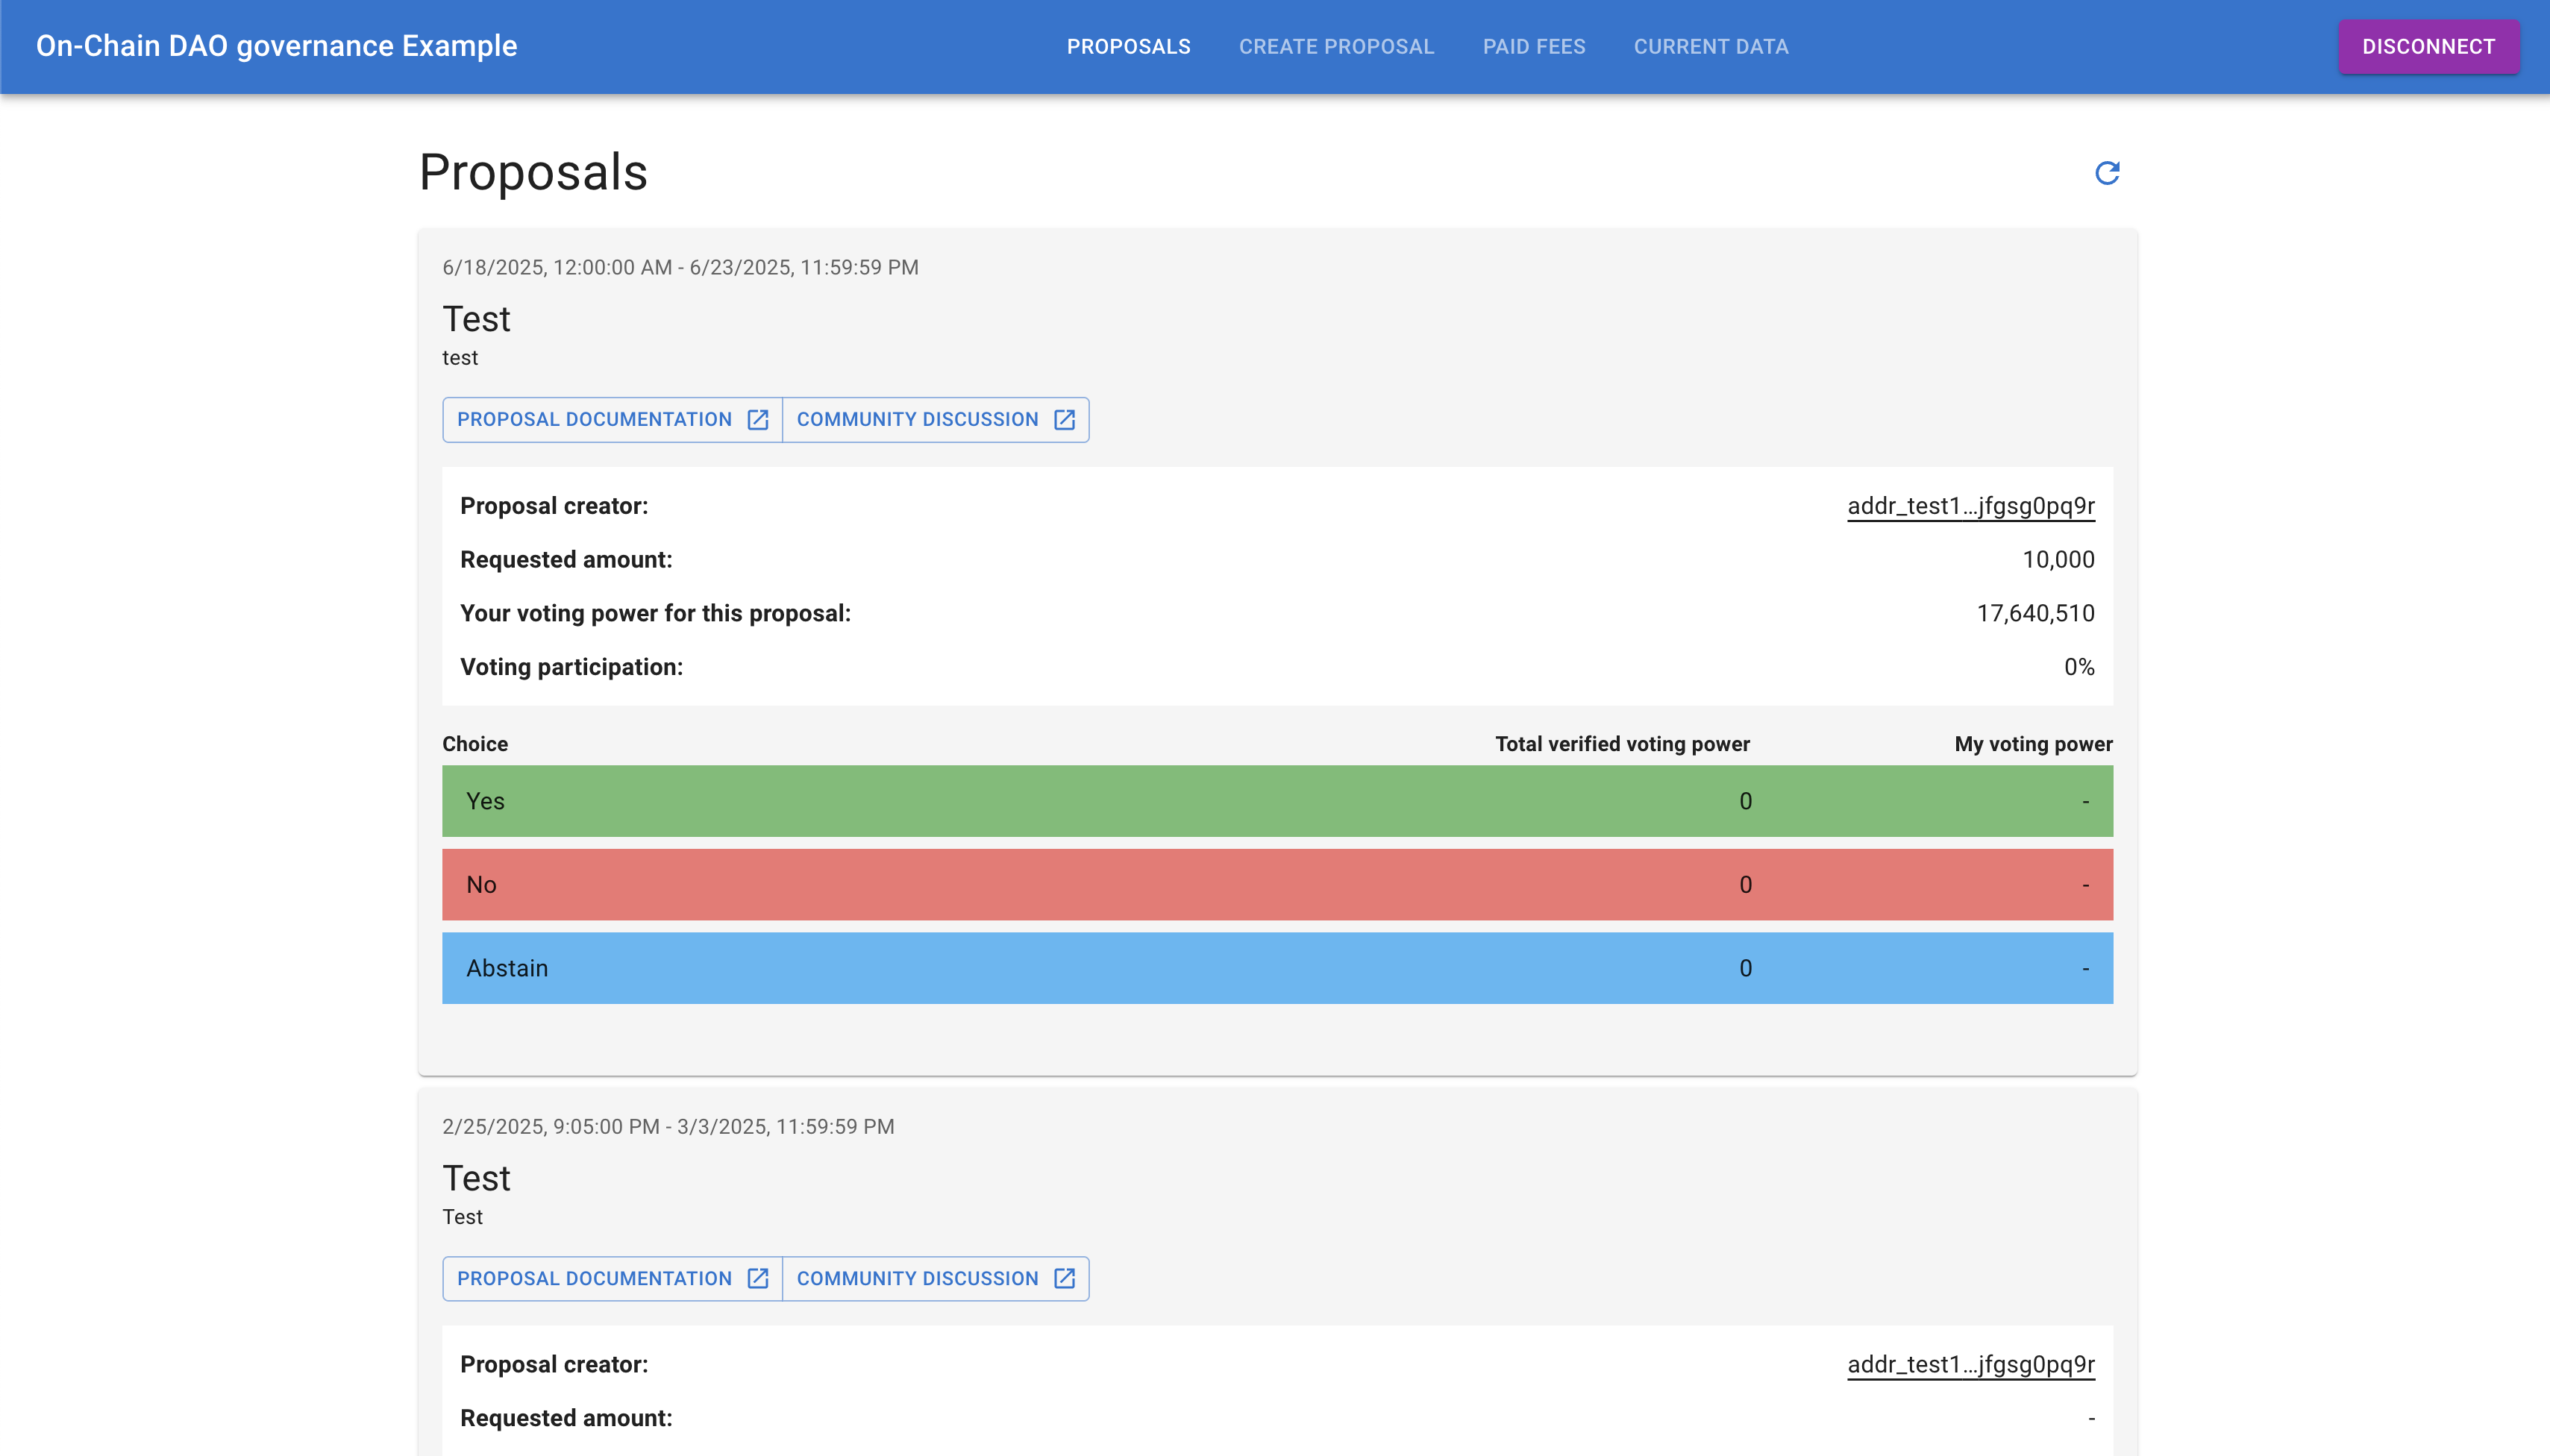 On-Chain DAO governance Example
PROPOSALS CREATE PROPOSAL PAID FEES CURRENT DATA
DISCONNECT
Proposals
6/18/2025, 12:00:00 AM - 6/23/2025, 11:59:59 PM
Test
test
PROPOSAL DOCUMENTATION COMMUNITY DISCUSSION
Proposal creator: addr_test1...jfgsg0pq9r
Requested amount: 10,000
Your voting power for this proposal: 17,640,510
Voting participation: 0%
Choice Total verified voting power My voting power
Yes 0 -
No 0 -
Abstain 0 -
2/25/2025, 9:05:00 PM - 3/3/2025, 11:59:59 PM
Test
Test
PROPOSAL DOCUMENTATION COMMUNITY DISCUSSION
Proposal creator: addr_test1...jfgsg0pq9r
Requested amount: -